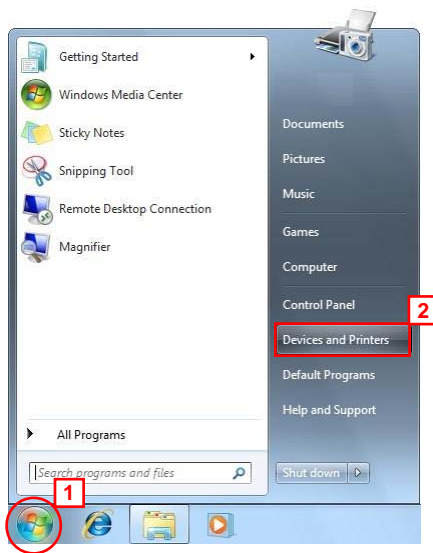 Getting Started
Windows Media Center
Sticky Notes
Snipping Tool
Remote Desktop Connection
Magnifier
All Programs
Search programs and files
1
Documents
Pictures
Music
Games
Computer
Control Panel
2
Devices and Printers
Default Programs
Help and Support
Shut down